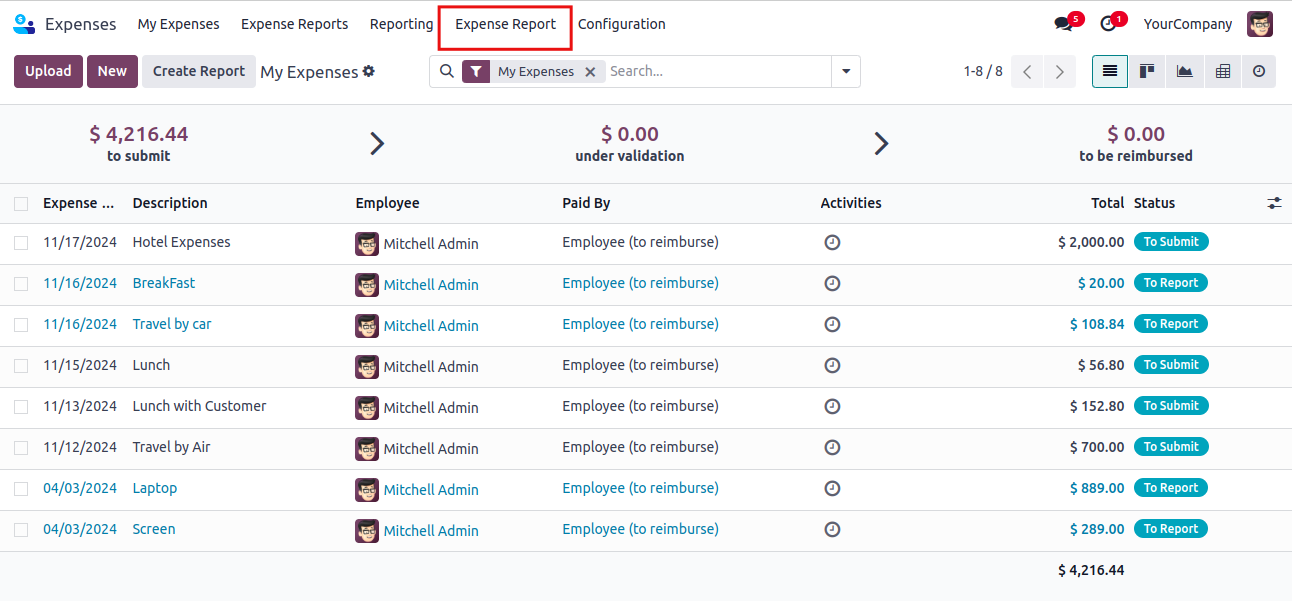 Expenses My Expenses Expense Reports Reporting Expense Report Configuration 5 1 YourCompany
Upload New Create Report My Expenses My Expenses Search... 1-8 / 8
$ 4,216.44 $ 0.00 $ 0.00
to submit under validation to be reimbursed
Expense ... Description Employee Paid By Activities Total Status
11/17/2024 Hotel Expenses Mitchell Admin Employee (to reimburse) $ 2,000.00 To Submit
11/16/2024 BreakFast Mitchell Admin Employee (to reimburse) $ 20.00 To Report
11/16/2024 Travel by car Mitchell Admin Employee (to reimburse) $ 108.84 To Report
11/15/2024 Lunch Mitchell Admin Employee (to reimburse) $ 56.80 To Submit
11/13/2024 Lunch with Customer Mitchell Admin Employee (to reimburse) $ 152.80 To Submit
11/12/2024 Travel by Air Mitchell Admin Employee (to reimburse) $ 700.00 To Submit
04/03/2024 Laptop Mitchell Admin Employee (to reimburse) $ 889.00 To Report
04/03/2024 Screen Mitchell Admin Employee (to reimburse) $ 289.00 To Report
$ 4,216.44